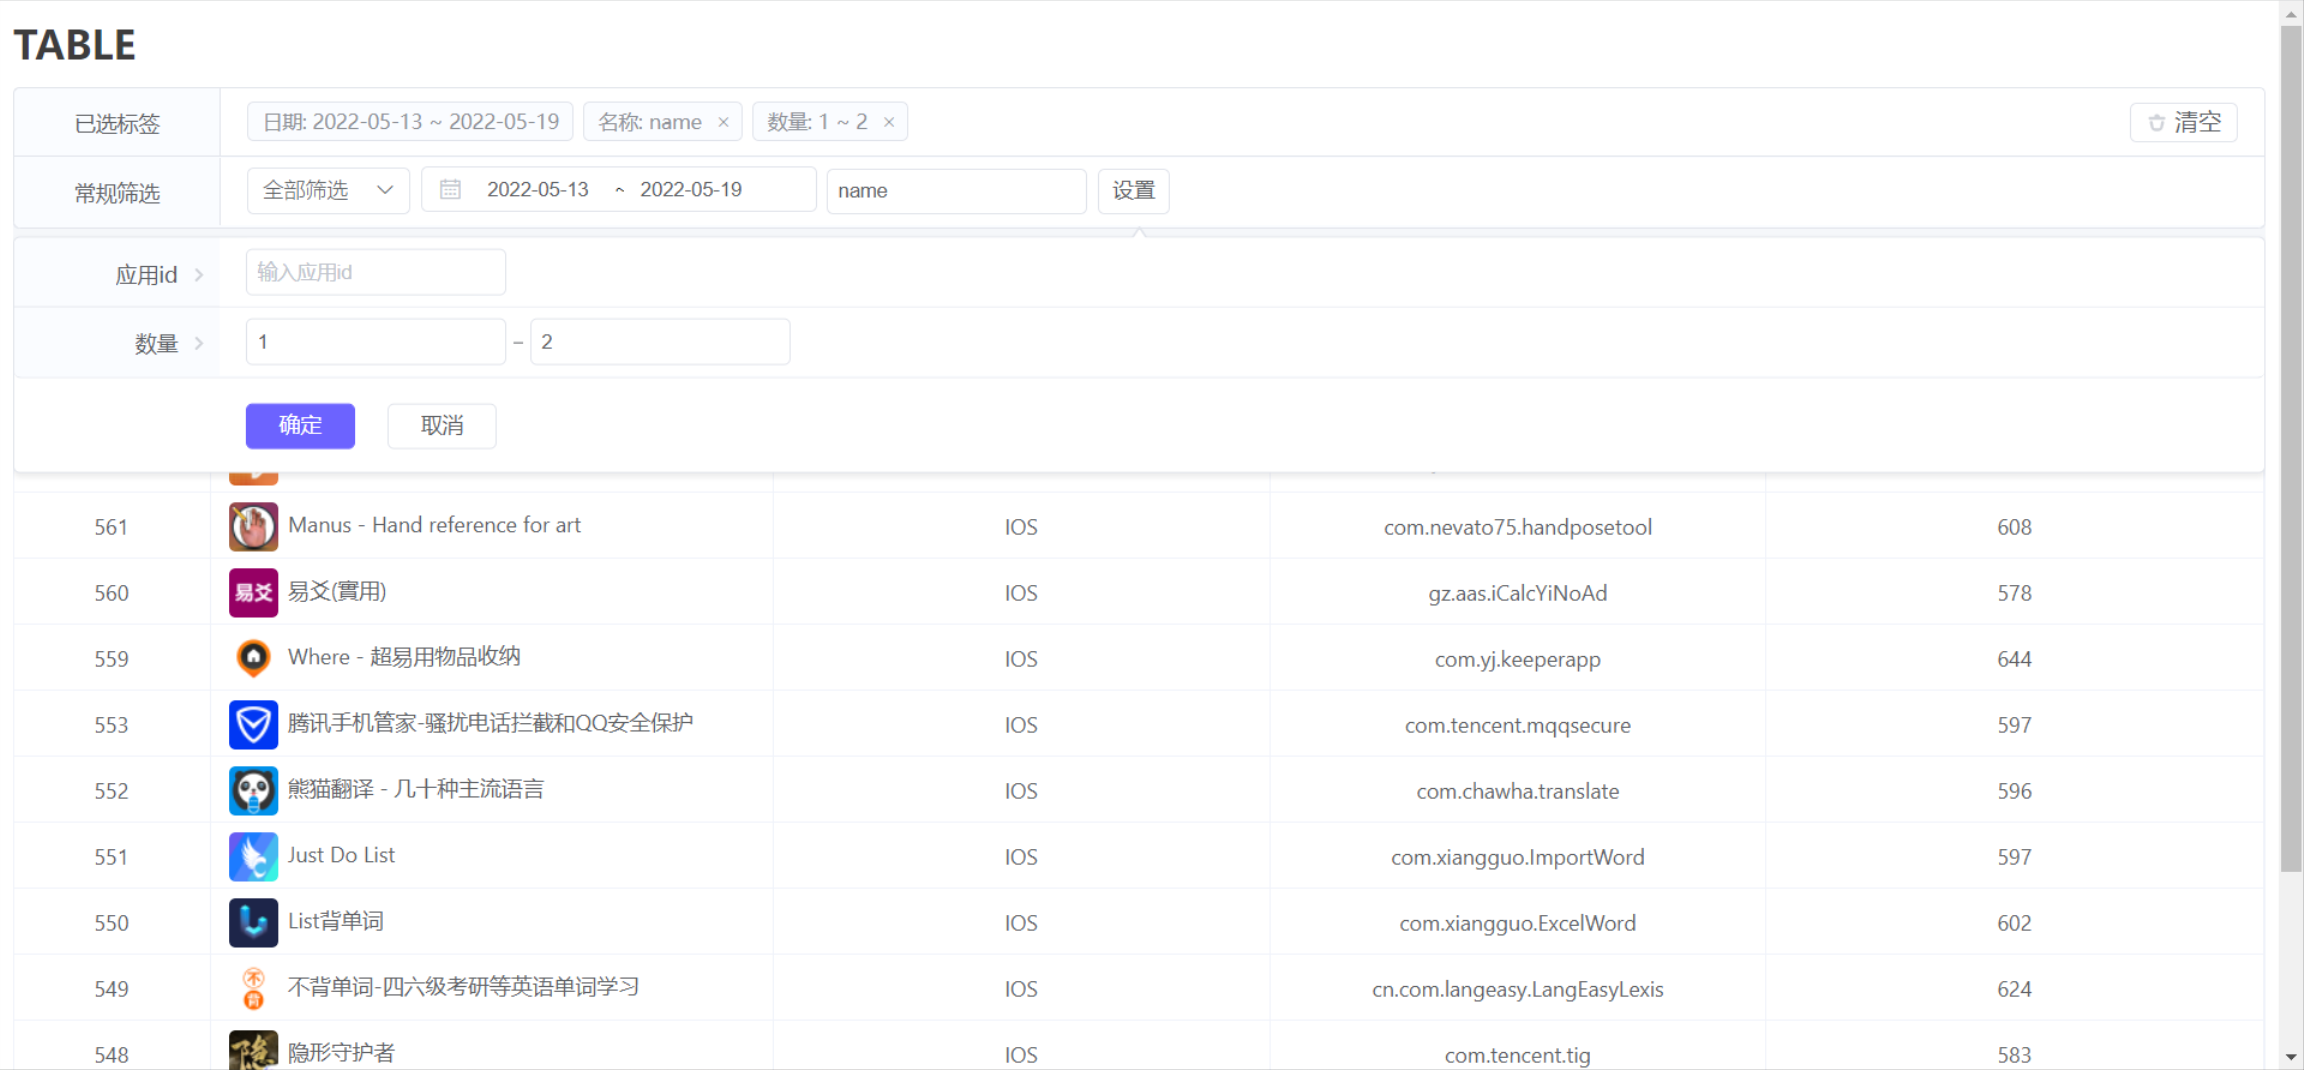 TABLE
已选标签 日期: 2022-05-13 ~ 2022-05-19 名称: name × 数量: 1 ~ 2 × 清空
常规筛选 全部筛选 2022-05-13 ~ 2022-05-19 name 设置
应用id 输入应用id
数量 1 – 2
确定 取消
561 Manus - Hand reference for art IOS com.nevato75.handposetool 608
560 易爻 易爻(實用) IOS gz.aas.iCalcYiNoAd 578
559 Where - 超易用物品收纳 IOS com.yj.keeperapp 644
553 腾讯手机管家-骚扰电话拦截和QQ安全保护 IOS com.tencent.mqqsecure 597
552 熊猫翻译 - 几十种主流语言 IOS com.chawha.translate 596
551 Just Do List IOS com.xiangguo.ImportWord 597
550 List背单词 IOS com.xiangguo.ExcelWord 602
549 不背 不背单词-四六级考研等英语单词学习 IOS cn.com.langeasy.LangEasyLexis 624
548 隐 隐形守护者 IOS com.tencent.tig 583